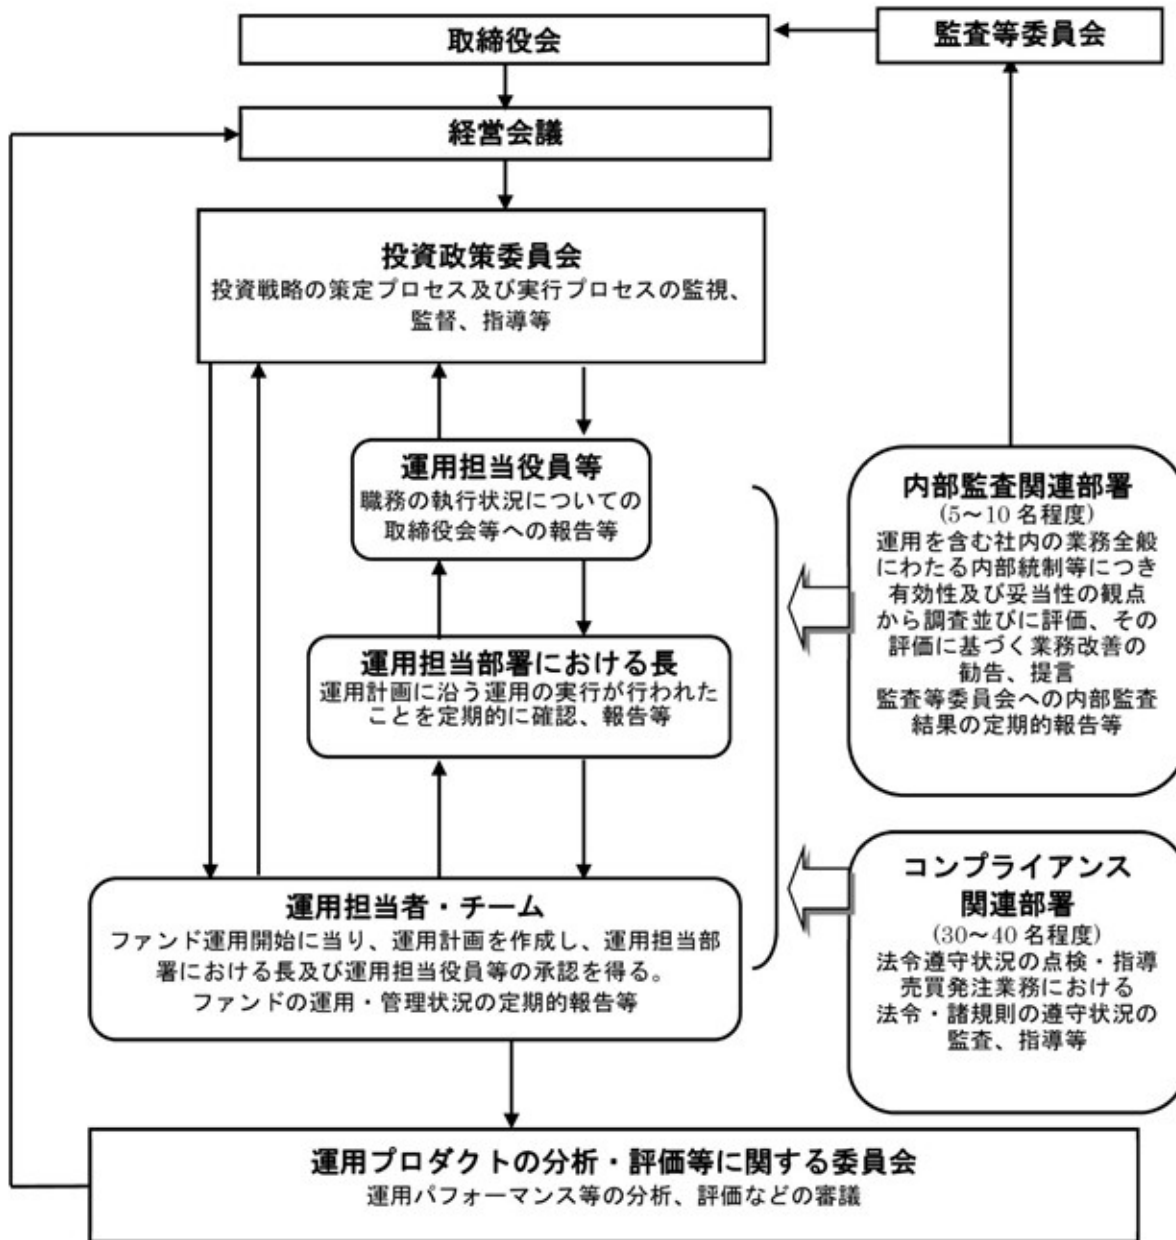 取締役会
監査等委員会
経営会議
投資政策委員会
投資戦略の策定プロセス及び実行プロセスの監視、
監督、指導等
運用担当役員等
職務の執行状況についての
取締役会等への報告等
運用担当部署における長
運用計画に沿う運用の実行が行われた
ことを定期的に確認、報告等
運用担当者・チーム
ファンド運用開始に当り、運用計画を作成し、運用担当部
署における長及び運用担当役員等の承認を得る。
ファンドの運用・管理状況の定期的報告等
内部監査関連部署
(5～10 名程度)
運用を含む社内の業務全般
にわたる内部統制等につき
有効性及び妥当性の観点
から調査並びに評価、その
評価に基づく業務改善の
勧告、提言
監査等委員会への内部監査
結果の定期的報告等
コンプライアンス
関連部署
(30～40 名程度)
法令遵守状況の点検・指導
売買発注業務における
法令・諸規則の遵守状況の
監査、指導等
運用プロダクトの分析・評価等に関する委員会
運用パフォーマンス等の分析、評価などの審議